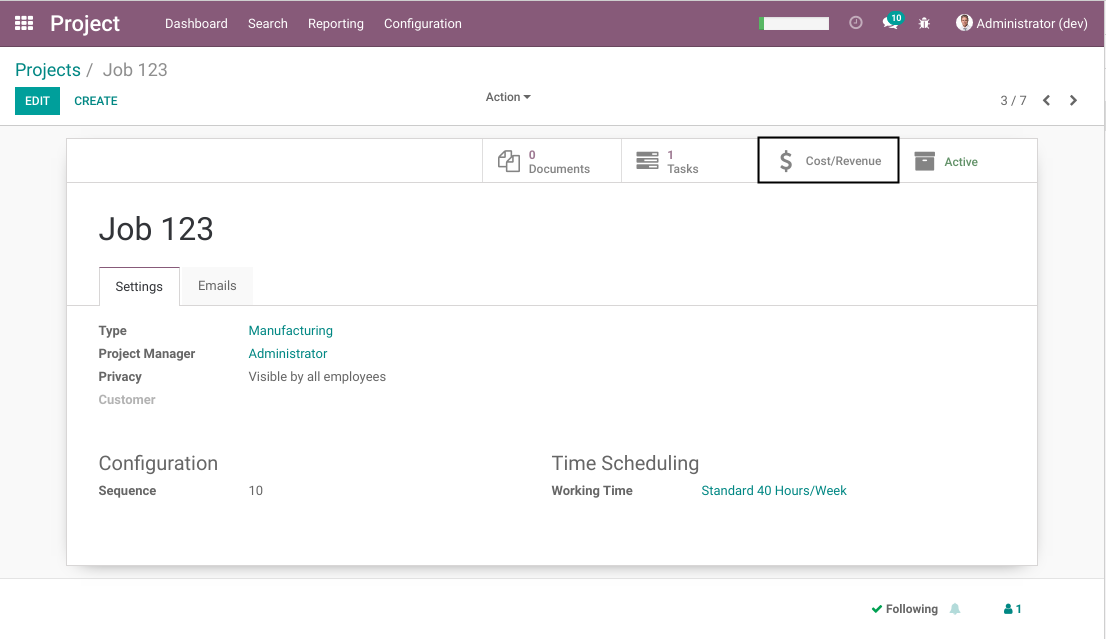 Project Dashboard Search Reporting Configuration 10 Administrator (dev)
Projects / Job 123
EDIT CREATE Action 3 / 7
0 Documents
1 Tasks
$ Cost/Revenue
Active
Job 123
Settings Emails
Type Manufacturing
Project Manager Administrator
Privacy Visible by all employees
Customer
Configuration
Sequence 10
Time Scheduling
Working Time Standard 40 Hours/Week
Following 1